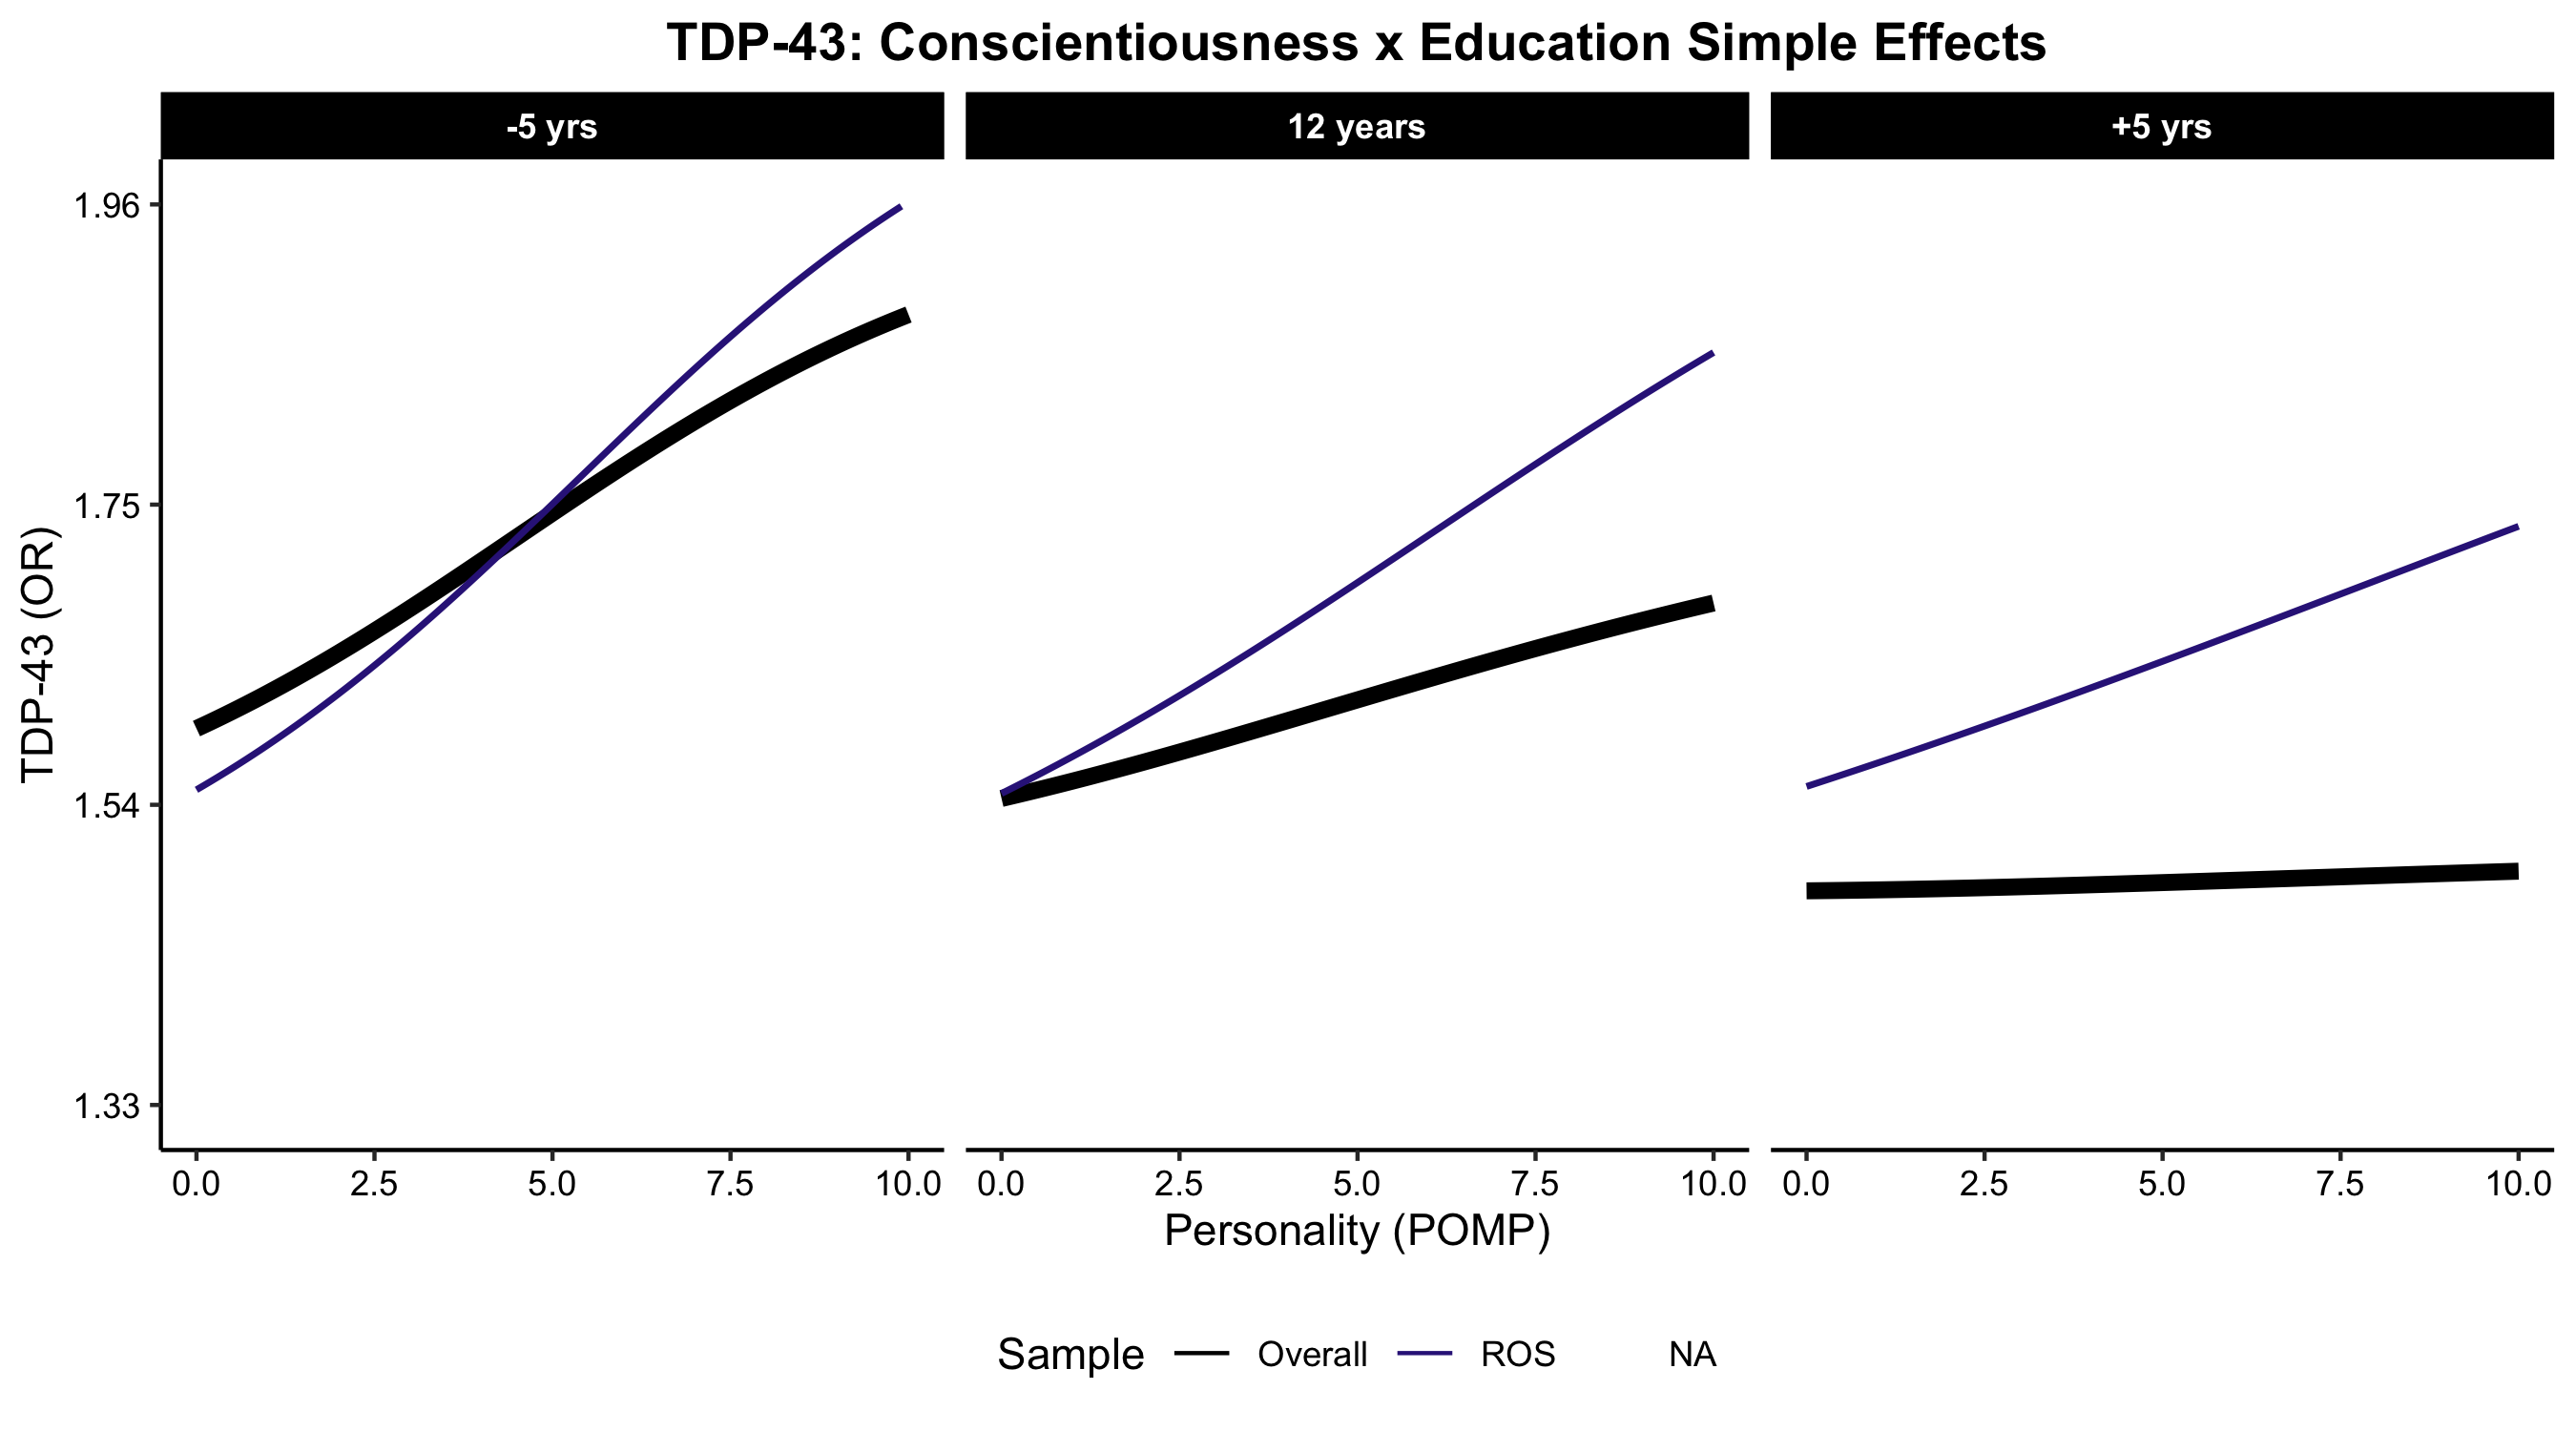 TDP-43: Conscientiousness x Education Simple Effects
-5 yrs
12 years
+5 yrs
TDP-43 (OR)
1.96
1.75
1.54
1.33
0.0 2.5 5.0 7.5 10.0
0.0 2.5 5.0 7.5 10.0
0.0 2.5 5.0 7.5 10.0
Personality (POMP)
Sample Overall ROS NA